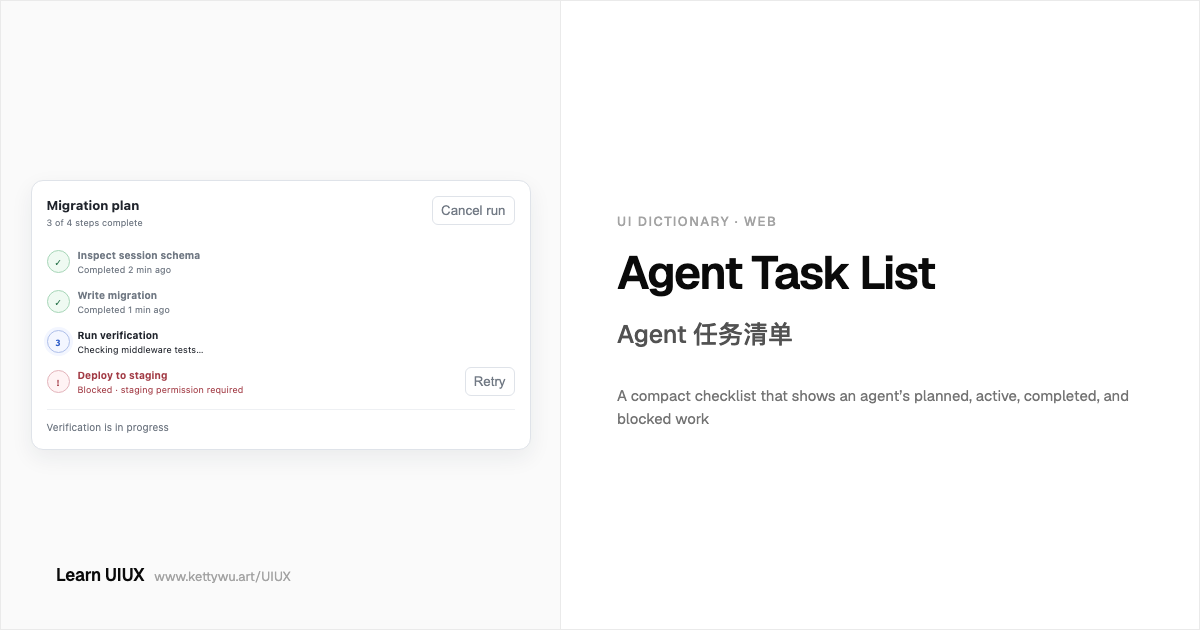 Migration plan
3 of 4 steps complete
Cancel run
✓
Inspect session schema
Completed 2 min ago
✓
Write migration
Completed 1 min ago
3
Run verification
Checking middleware tests…
!
Deploy to staging
Blocked · staging permission required
Retry
Verification is in progress
Learn UIUX www.kettywu.art/UIUX
UI DICTIONARY · WEB
Agent Task List
Agent 任务清单
A compact checklist that shows an agent’s planned, active, completed, and
blocked work